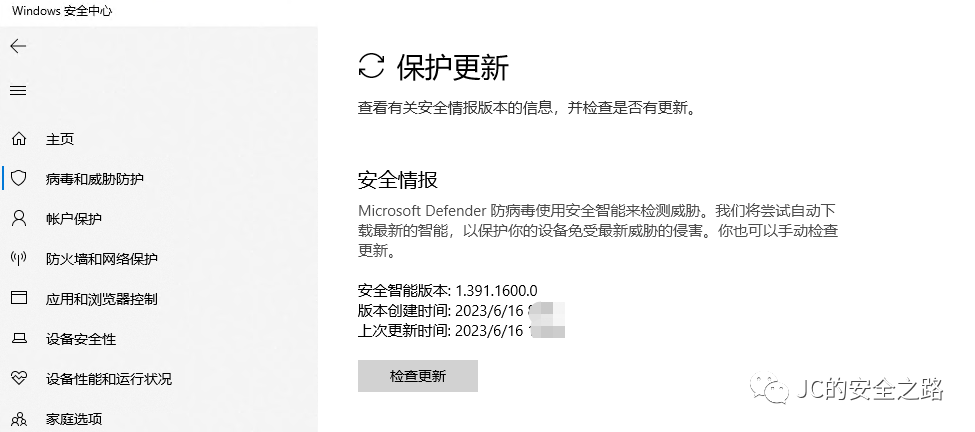 Windows 安全中心
主页
病毒和威胁防护
帐户保护
防火墙和网络保护
应用和浏览器控制
设备安全性
设备性能和运行状况
家庭选项
保护更新
查看有关安全情报版本的信息，并检查是否有更新。
安全情报
Microsoft Defender 防病毒使用安全智能来检测威胁。我们将尝试自动下
载最新的智能，以保护你的设备免受最新威胁的侵害。你也可以手动检查
更新。
安全智能版本: 1.391.1600.0
版本创建时间: 2023/6/16
上次更新时间: 2023/6/16
检查更新
JC的安全之路